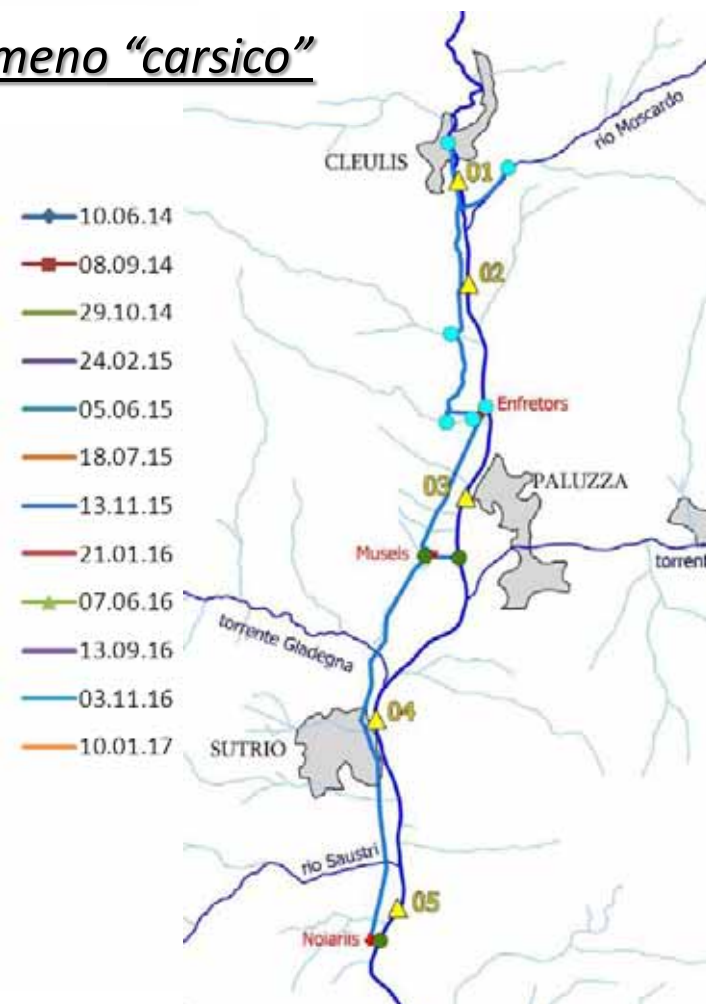 meno “carsico”
10.06.14
08.09.14
29.10.14
24.02.15
05.06.15
18.07.15
13.11.15
21.01.16
07.06.16
13.09.16
03.11.16
10.01.17
rio Moscardo
CLEULIS
01
02
Enfretors
03
PALUZZA
Museis
torrent
torrente Gladegna
04
SUTRIO
rio Saustri
05
Noiariis